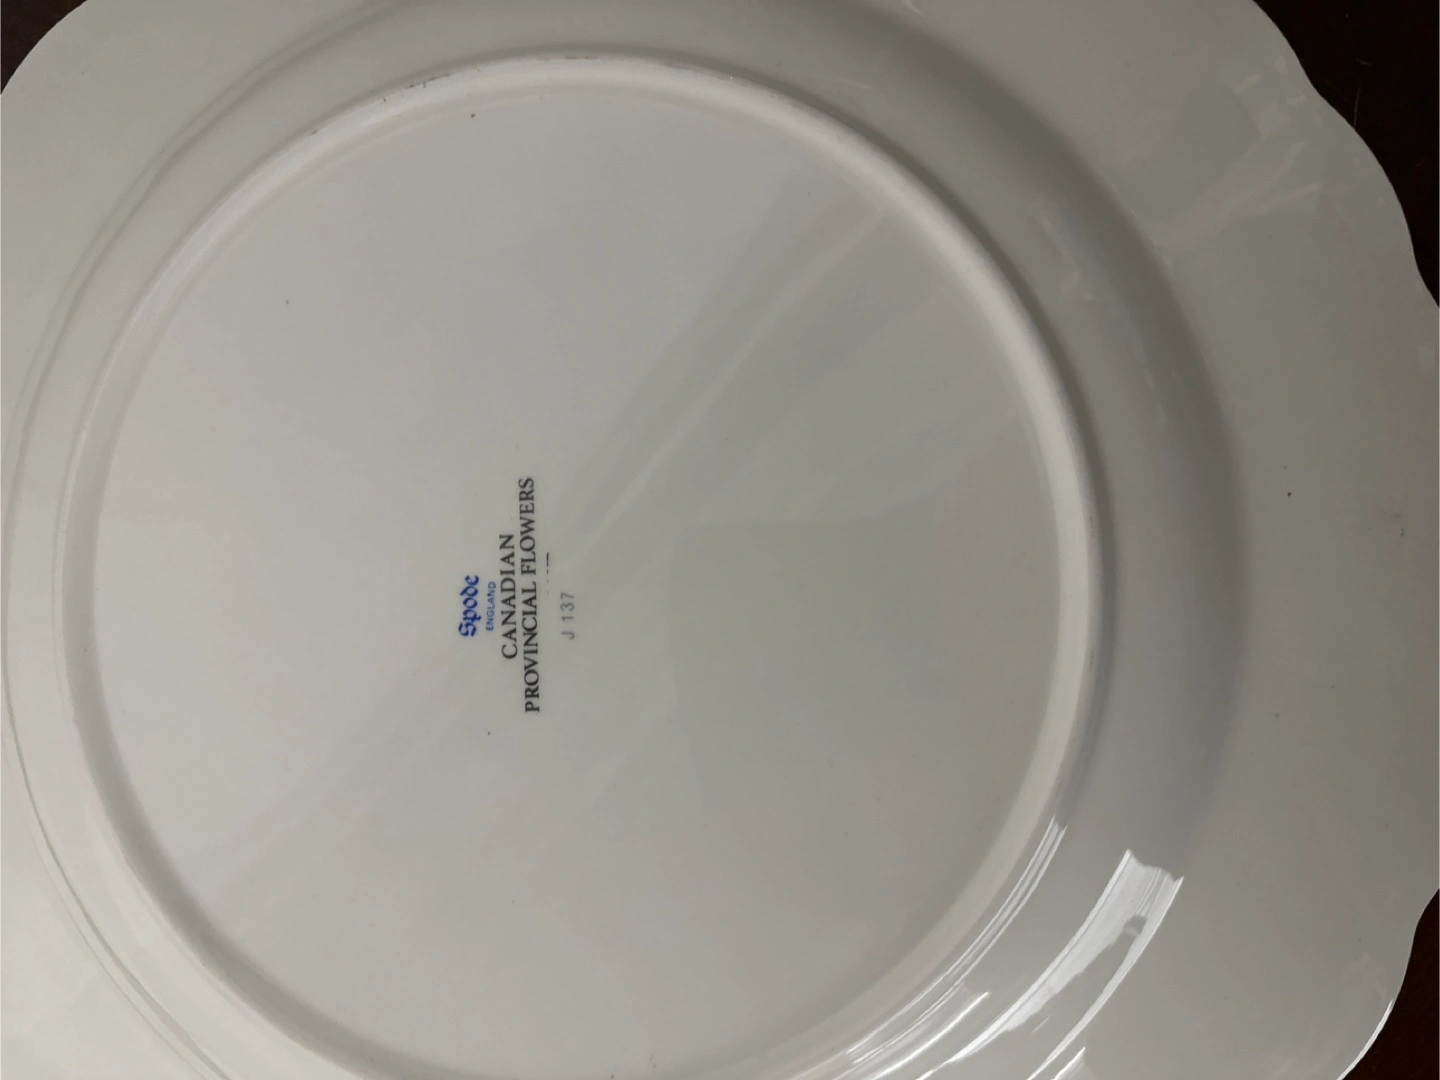 Spode
ENGLAND
CANADIAN
PROVINCIAL FLOWERS
J 137